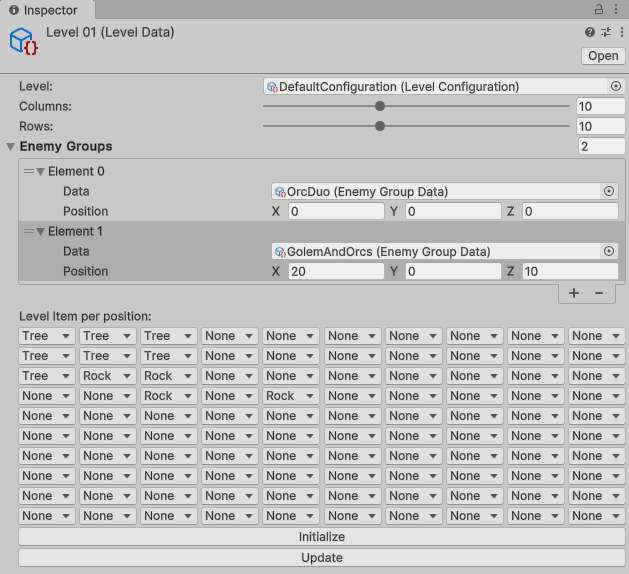 Inspector
Level 01 (Level Data)
Open
Level: DefaultConfiguration (Level Configuration)
Columns: 10
Rows: 10
Enemy Groups 2
Element 0
Data OrcDuo (Enemy Group Data)
Position X 0 Y 0 Z 0
Element 1
Data GolemAndOrcs (Enemy Group Data)
Position X 20 Y 0 Z 10
Level Item per position:
Tree Tree Tree None None None None None None None
Tree Tree Tree None None None None None None None
Tree Rock Rock None None None None None None None
None None Rock None Rock None None None None None
None None None None None None None None None None
None None None None None None None None None None
None None None None None None None None None None
None None None None None None None None None None
None None None None None None None None None None
None None None None None None None None None None
Initialize
Update